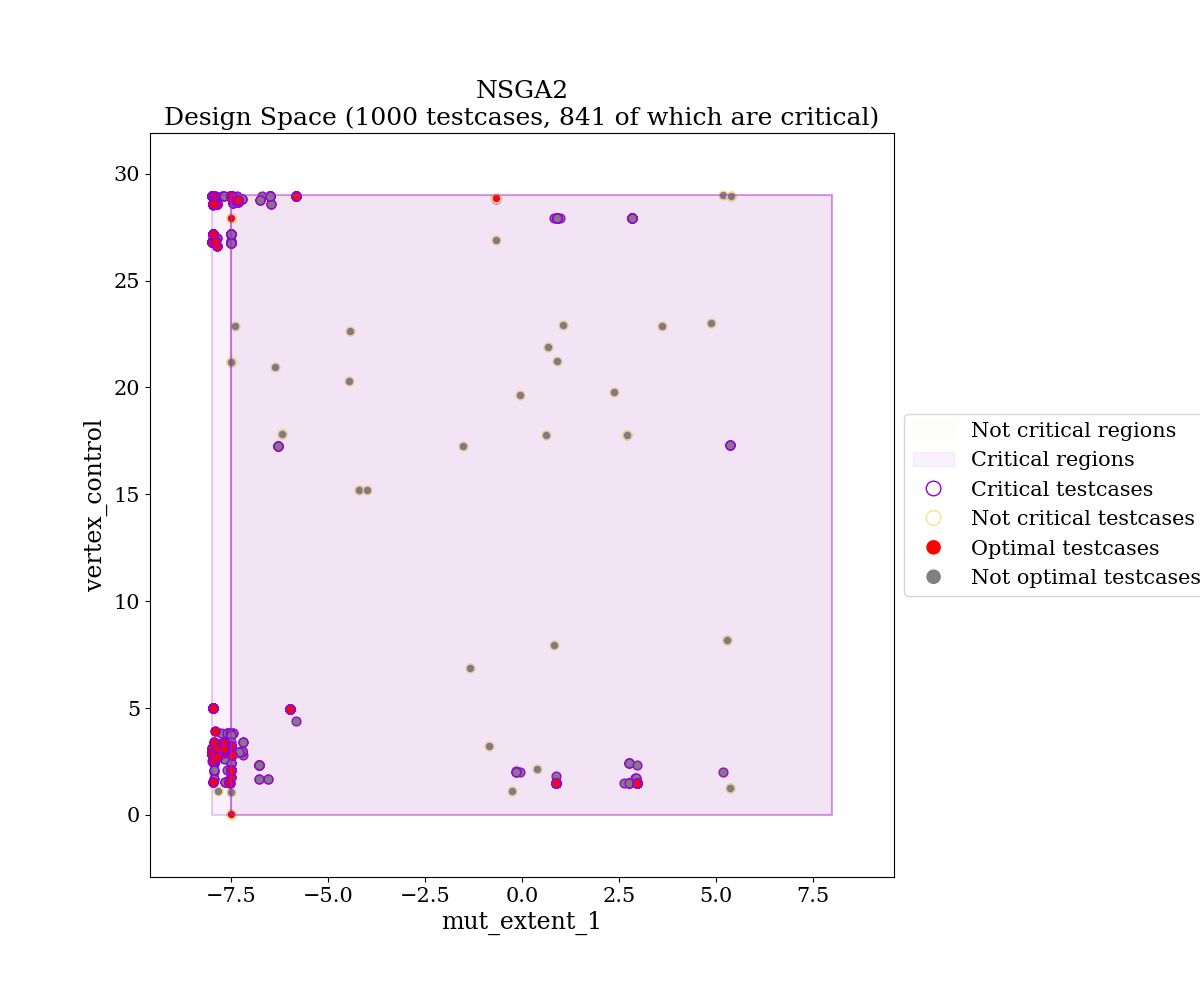 NSGA2
Design Space (1000 testcases, 841 of which are critical)
30
25
20
15
10
5
0
vertex_control
−7.5
−5.0
−2.5
0.0
2.5
5.0
7.5
mut_extent_1
Not critical regions
Critical regions
Critical testcases
Not critical testcases
Optimal testcases
Not optimal testcases